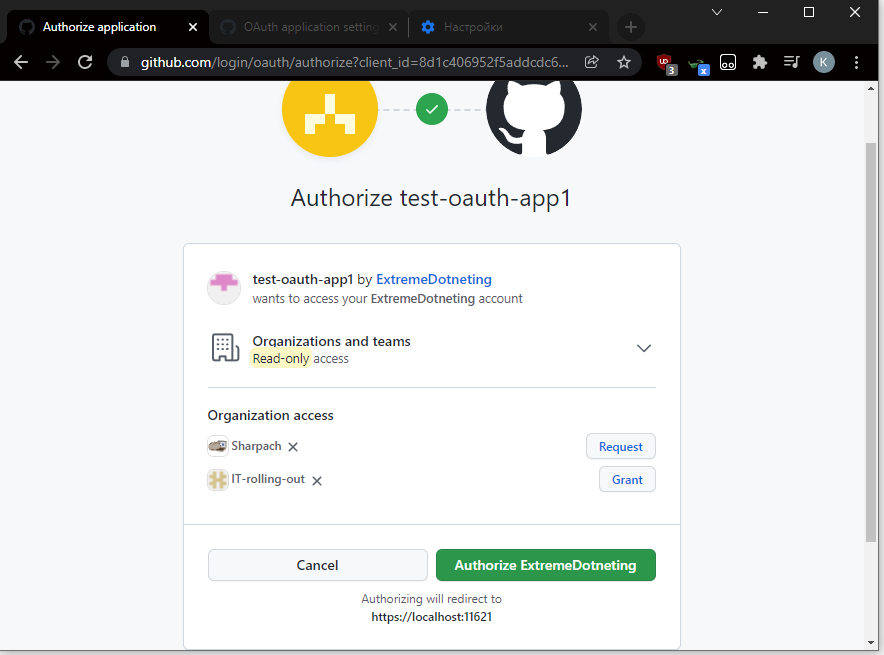 Authorize application
OAuth application setting
Настройки
github.com/login/oauth/authorize?client_id=8d1c406952f5addcdc6...
3
x
K
Authorize test-oauth-app1
test-oauth-app1 by ExtremeDotneting
wants to access your ExtremeDotneting account
Organizations and teams
Read-only access
Organization access
Sharpach
Request
IT-rolling-out
Grant
Cancel
Authorize ExtremeDotneting
Authorizing will redirect to
https://localhost:11621